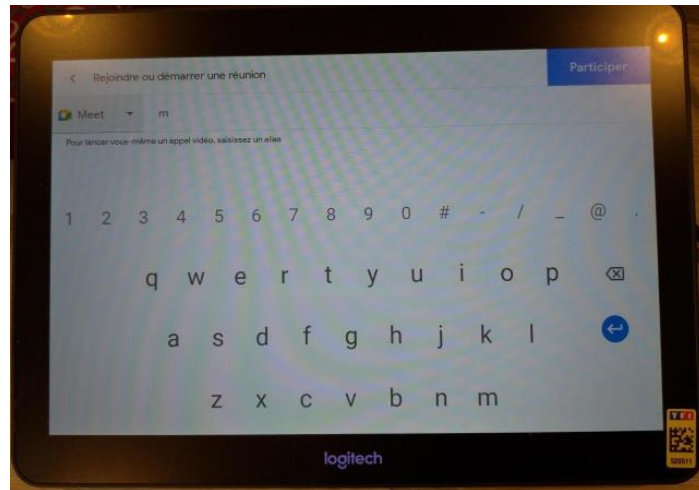 < Rejoindre ou démarrer une réunion
Participer
Meet
m
Pour lancer vous-même un appel vidéo, saisissez un alias
1 2 3 4 5 6 7 8 9 0 # - / _ @ .
q w e r t y u i o p
a s d f g h j k l
z x c v b n m
logitech
TF1